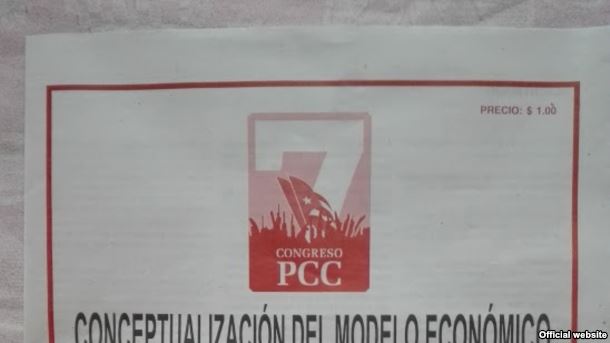 PRECIO: $ 1.00
7
CONGRESO
PCC
CONCEPTUALIZACIÓN DEL MODELO ECONÓMICO
Official website